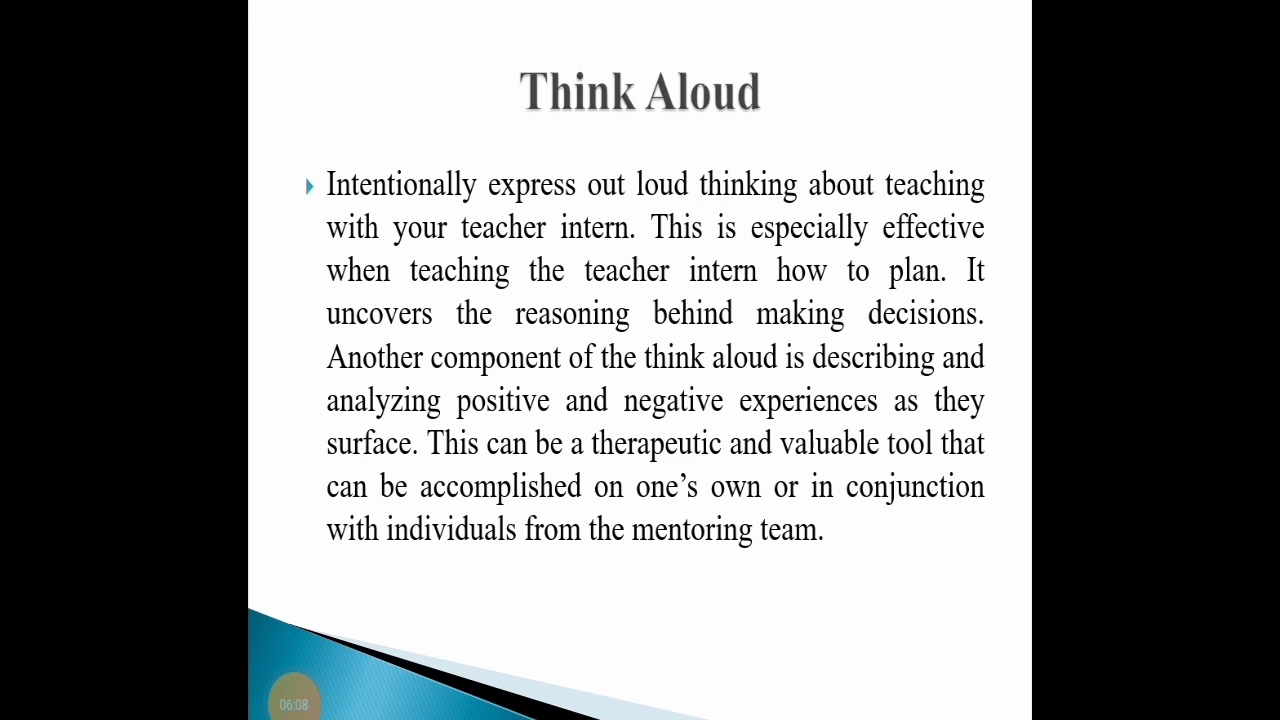 Think Aloud
Intentionally express out loud thinking about teaching
with your teacher intern. This is especially effective
when teaching the teacher intern how to plan. It
uncovers the reasoning behind making decisions.
Another component of the think aloud is describing and
analyzing positive and negative experiences as they
surface. This can be a therapeutic and valuable tool that
can be accomplished on one’s own or in conjunction
with individuals from the mentoring team.
06:08